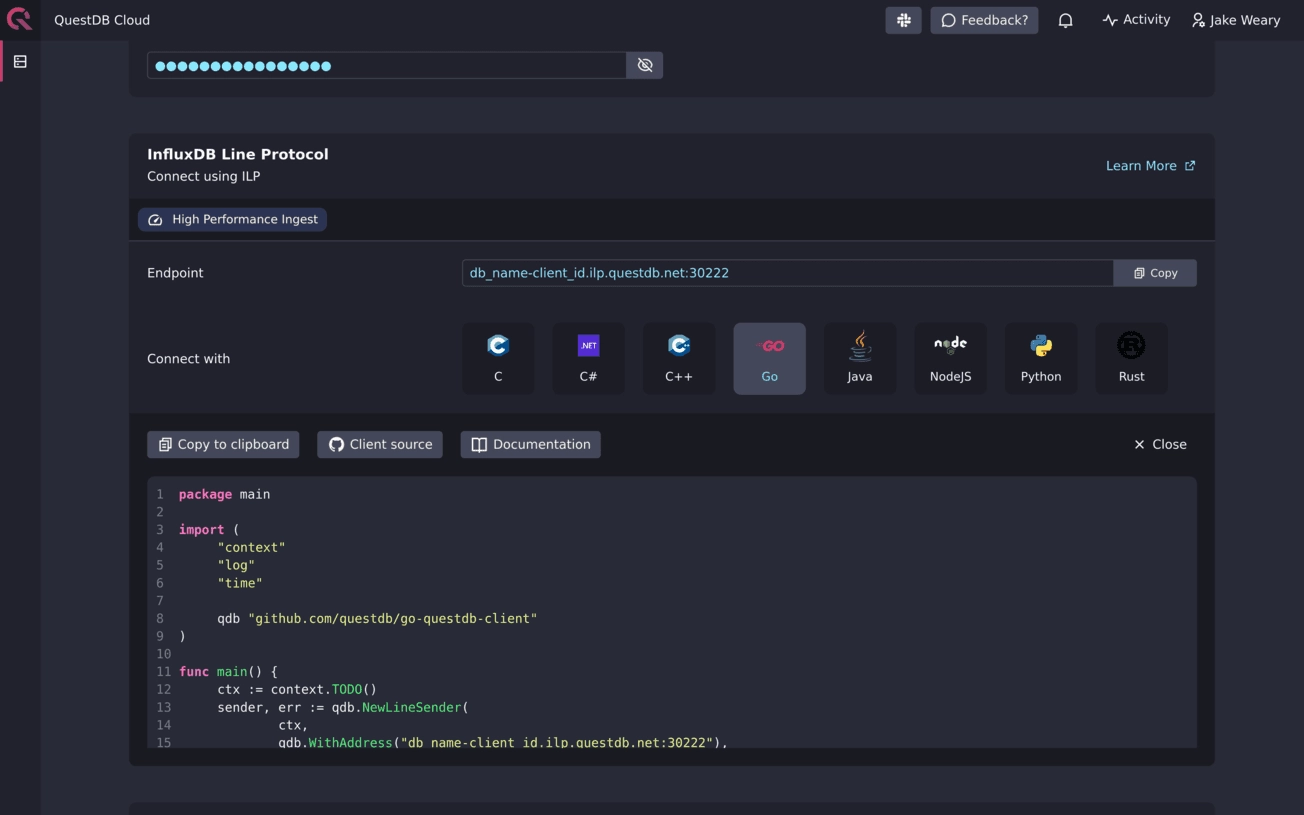 QuestDB Cloud
Feedback?
Activity
Jake Weary
InfluxDB Line Protocol
Connect using ILP
Learn More
High Performance Ingest
Endpoint
db_name-client_id.ilp.questdb.net:30222
Copy
Connect with
C
.NET
C#
C++
GO
Go
Java
node
NodeJS
Python
Rust
Copy to clipboard
Client source
Documentation
Close
1 package main
2
3 import (
4 "context"
5 "log"
6 "time"
7
8 qdb "github.com/questdb/go-questdb-client"
9 )
10
11 func main() {
12 ctx := context.TODO()
13 sender, err := qdb.NewLineSender(
14 ctx,
15 qdb.WithAddress("db_name-client_id.ilp.questdb.net:30222"),